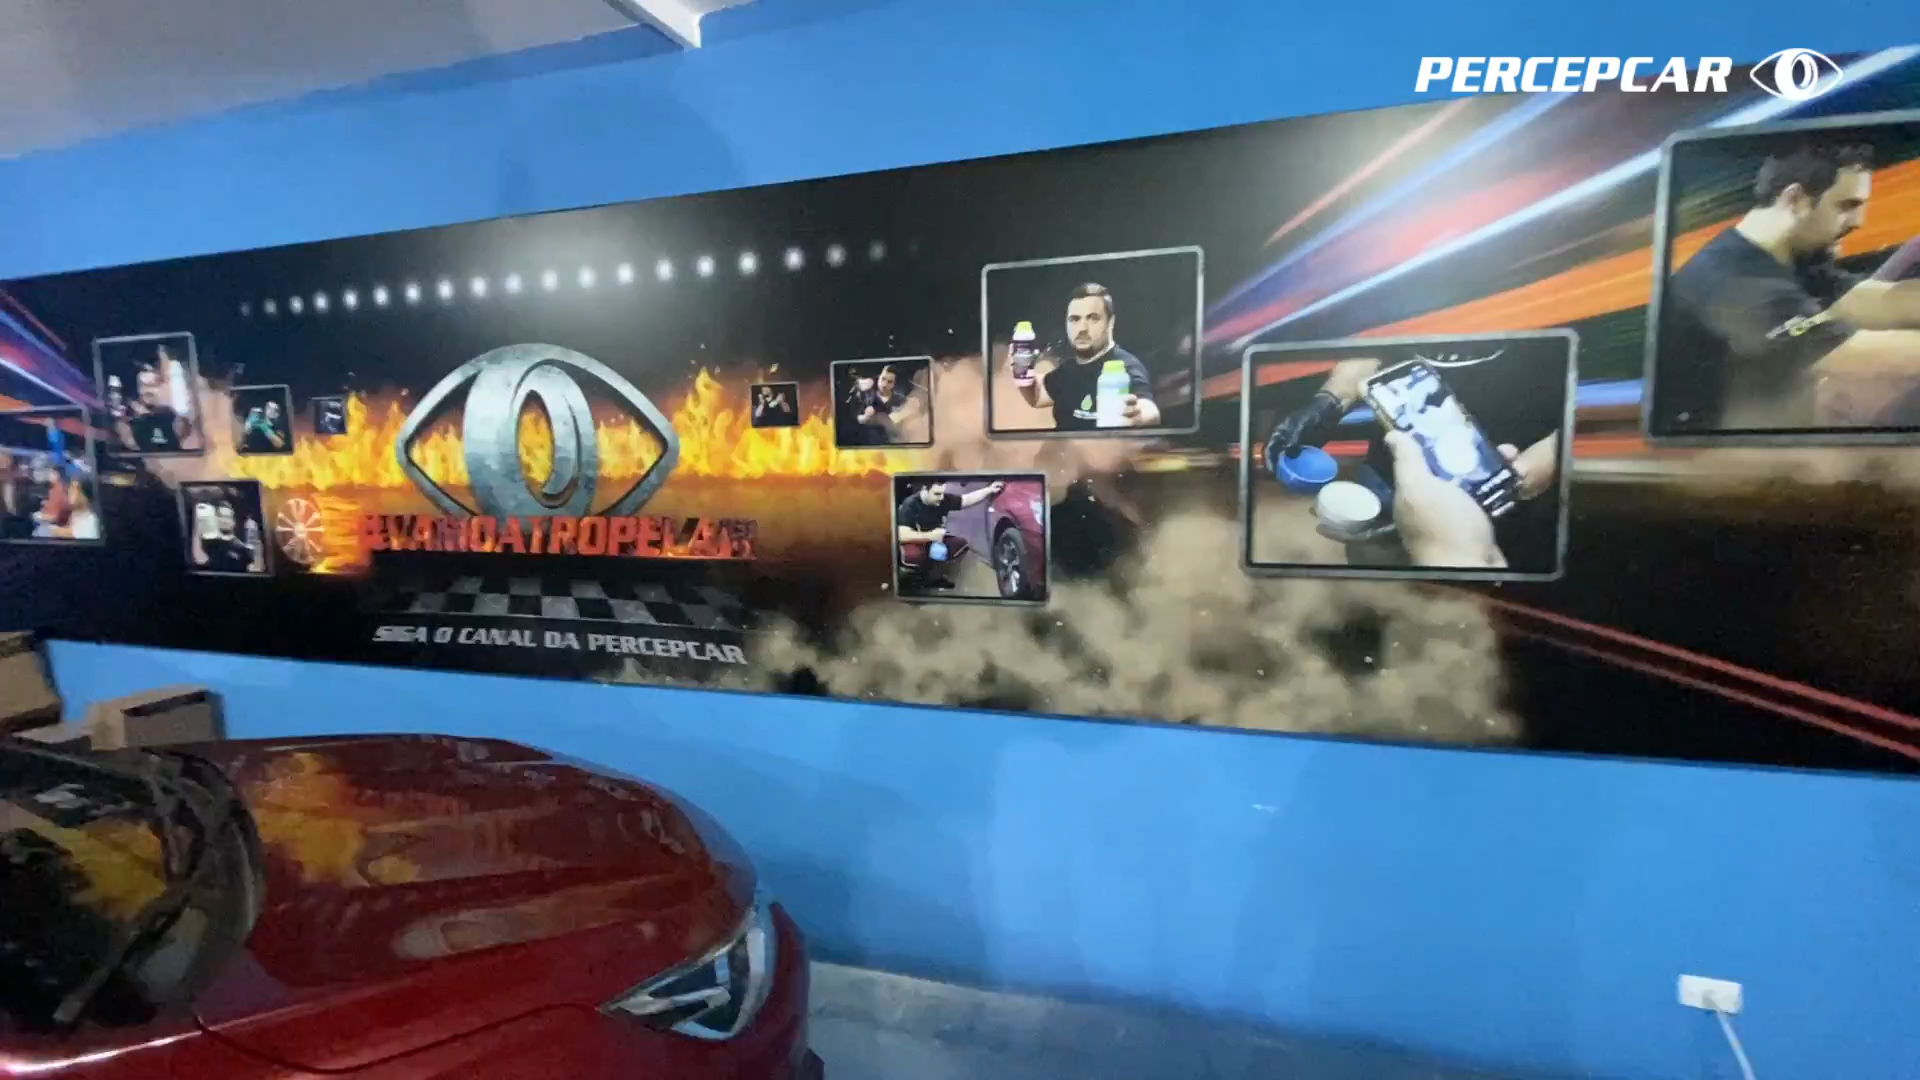 PERCEPCAR
#VAMOATROPELAR
SIGA O CANAL DA PERCEPCAR